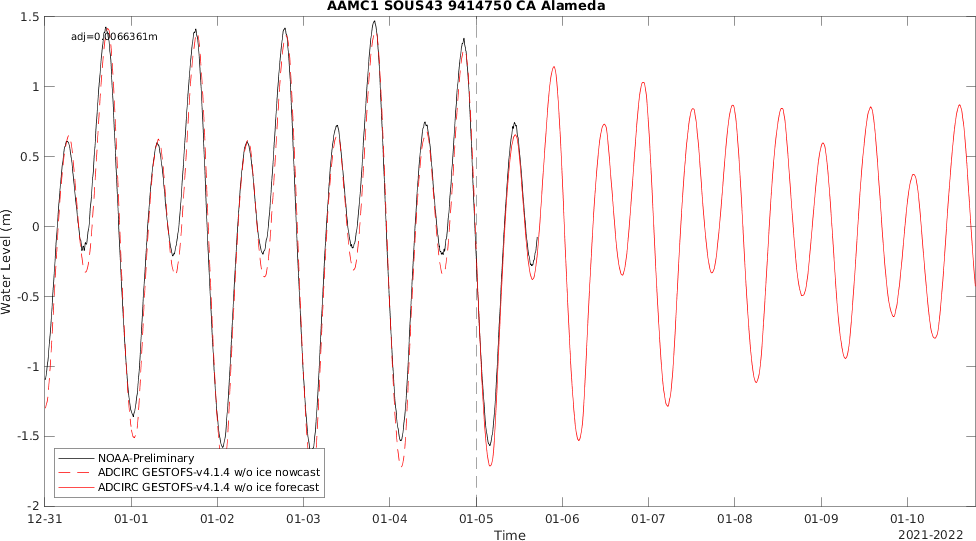 AAMC1 SOUS43 9414750 CA Alameda
adj=0.0066361m
1.5
1
0.5
0
-0.5
-1
-1.5
-2
Water Level (m)
NOAA-Preliminary
ADCIRC GESTOFS-v4.1.4 w/o ice nowcast
ADCIRC GESTOFS-v4.1.4 w/o ice forecast
12-31 01-01 01-02 01-03 01-04 01-05 01-06 01-07 01-08 01-09 01-10
Time
2021-2022